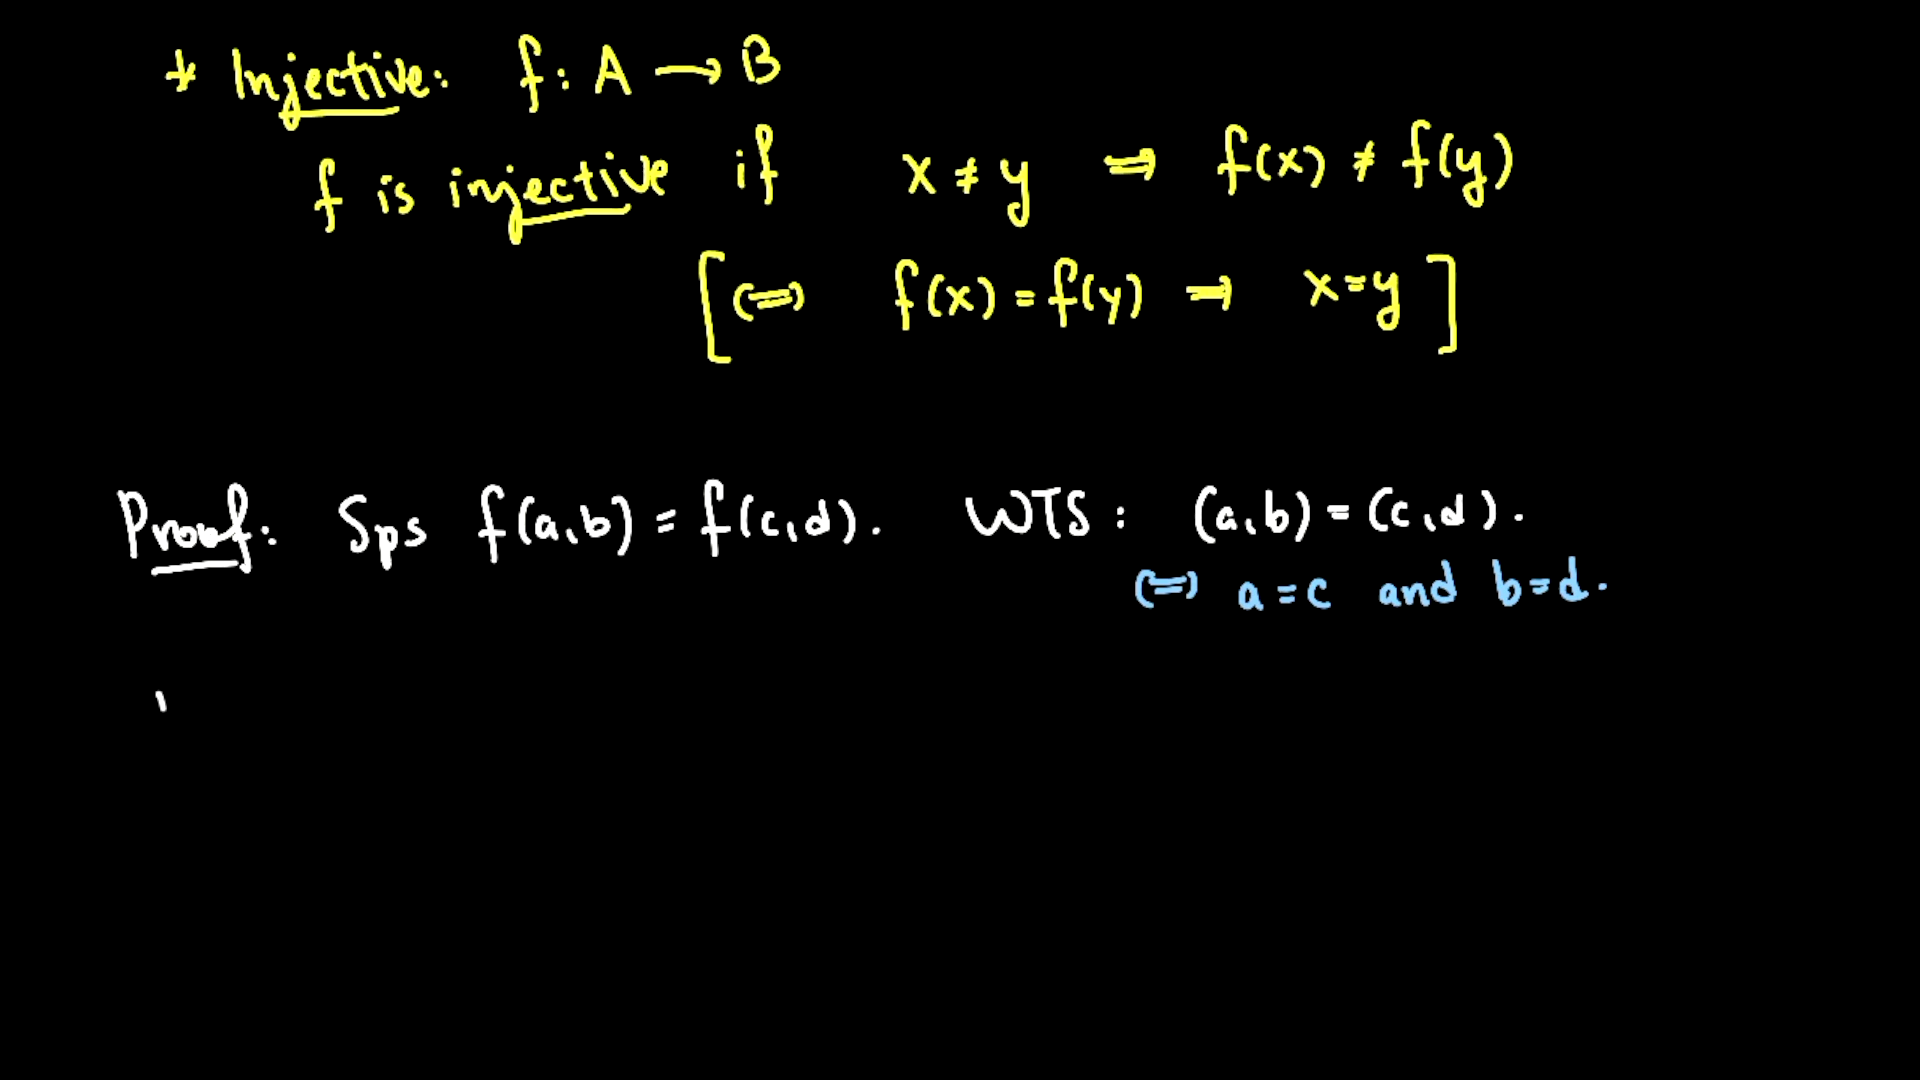 * Injective: f: A → B
f is injective if x ≠ y ⇒ f(x) ≠ f(y)
[⇔ f(x) = f(y) ⇒ x=y]
Proof: Sps f(a,b) = f(c,d). WTS: (a,b) = (c,d).
⇔ a=c and b=d.